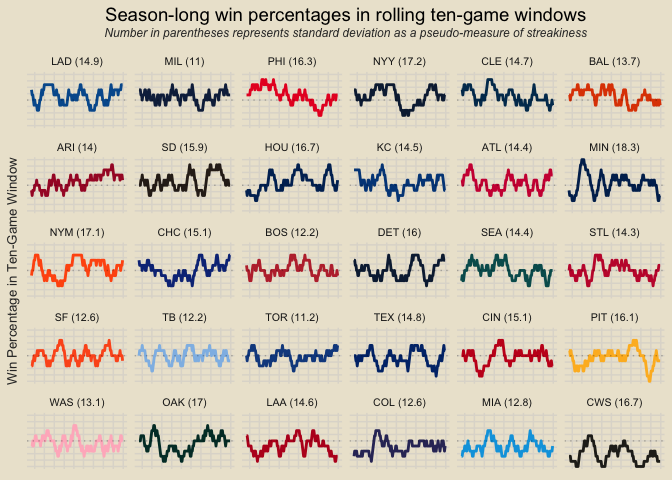 Season-long win percentages in rolling ten-game windows
Number in parentheses represents standard deviation as a pseudo-measure of streakiness
LAD (14.9) MIL (11) PHI (16.3) NYY (17.2) CLE (14.7) BAL (13.7)
ARI (14) SD (15.9) HOU (16.7) KC (14.5) ATL (14.4) MIN (18.3)
NYM (17.1) CHC (15.1) BOS (12.2) DET (16) SEA (14.4) STL (14.3)
SF (12.6) TB (12.2) TOR (11.2) TEX (14.8) CIN (15.1) PIT (16.1)
WAS (13.1) OAK (17) LAA (14.6) COL (12.6) MIA (12.8) CWS (16.7)
Win Percentage in Ten-Game Window